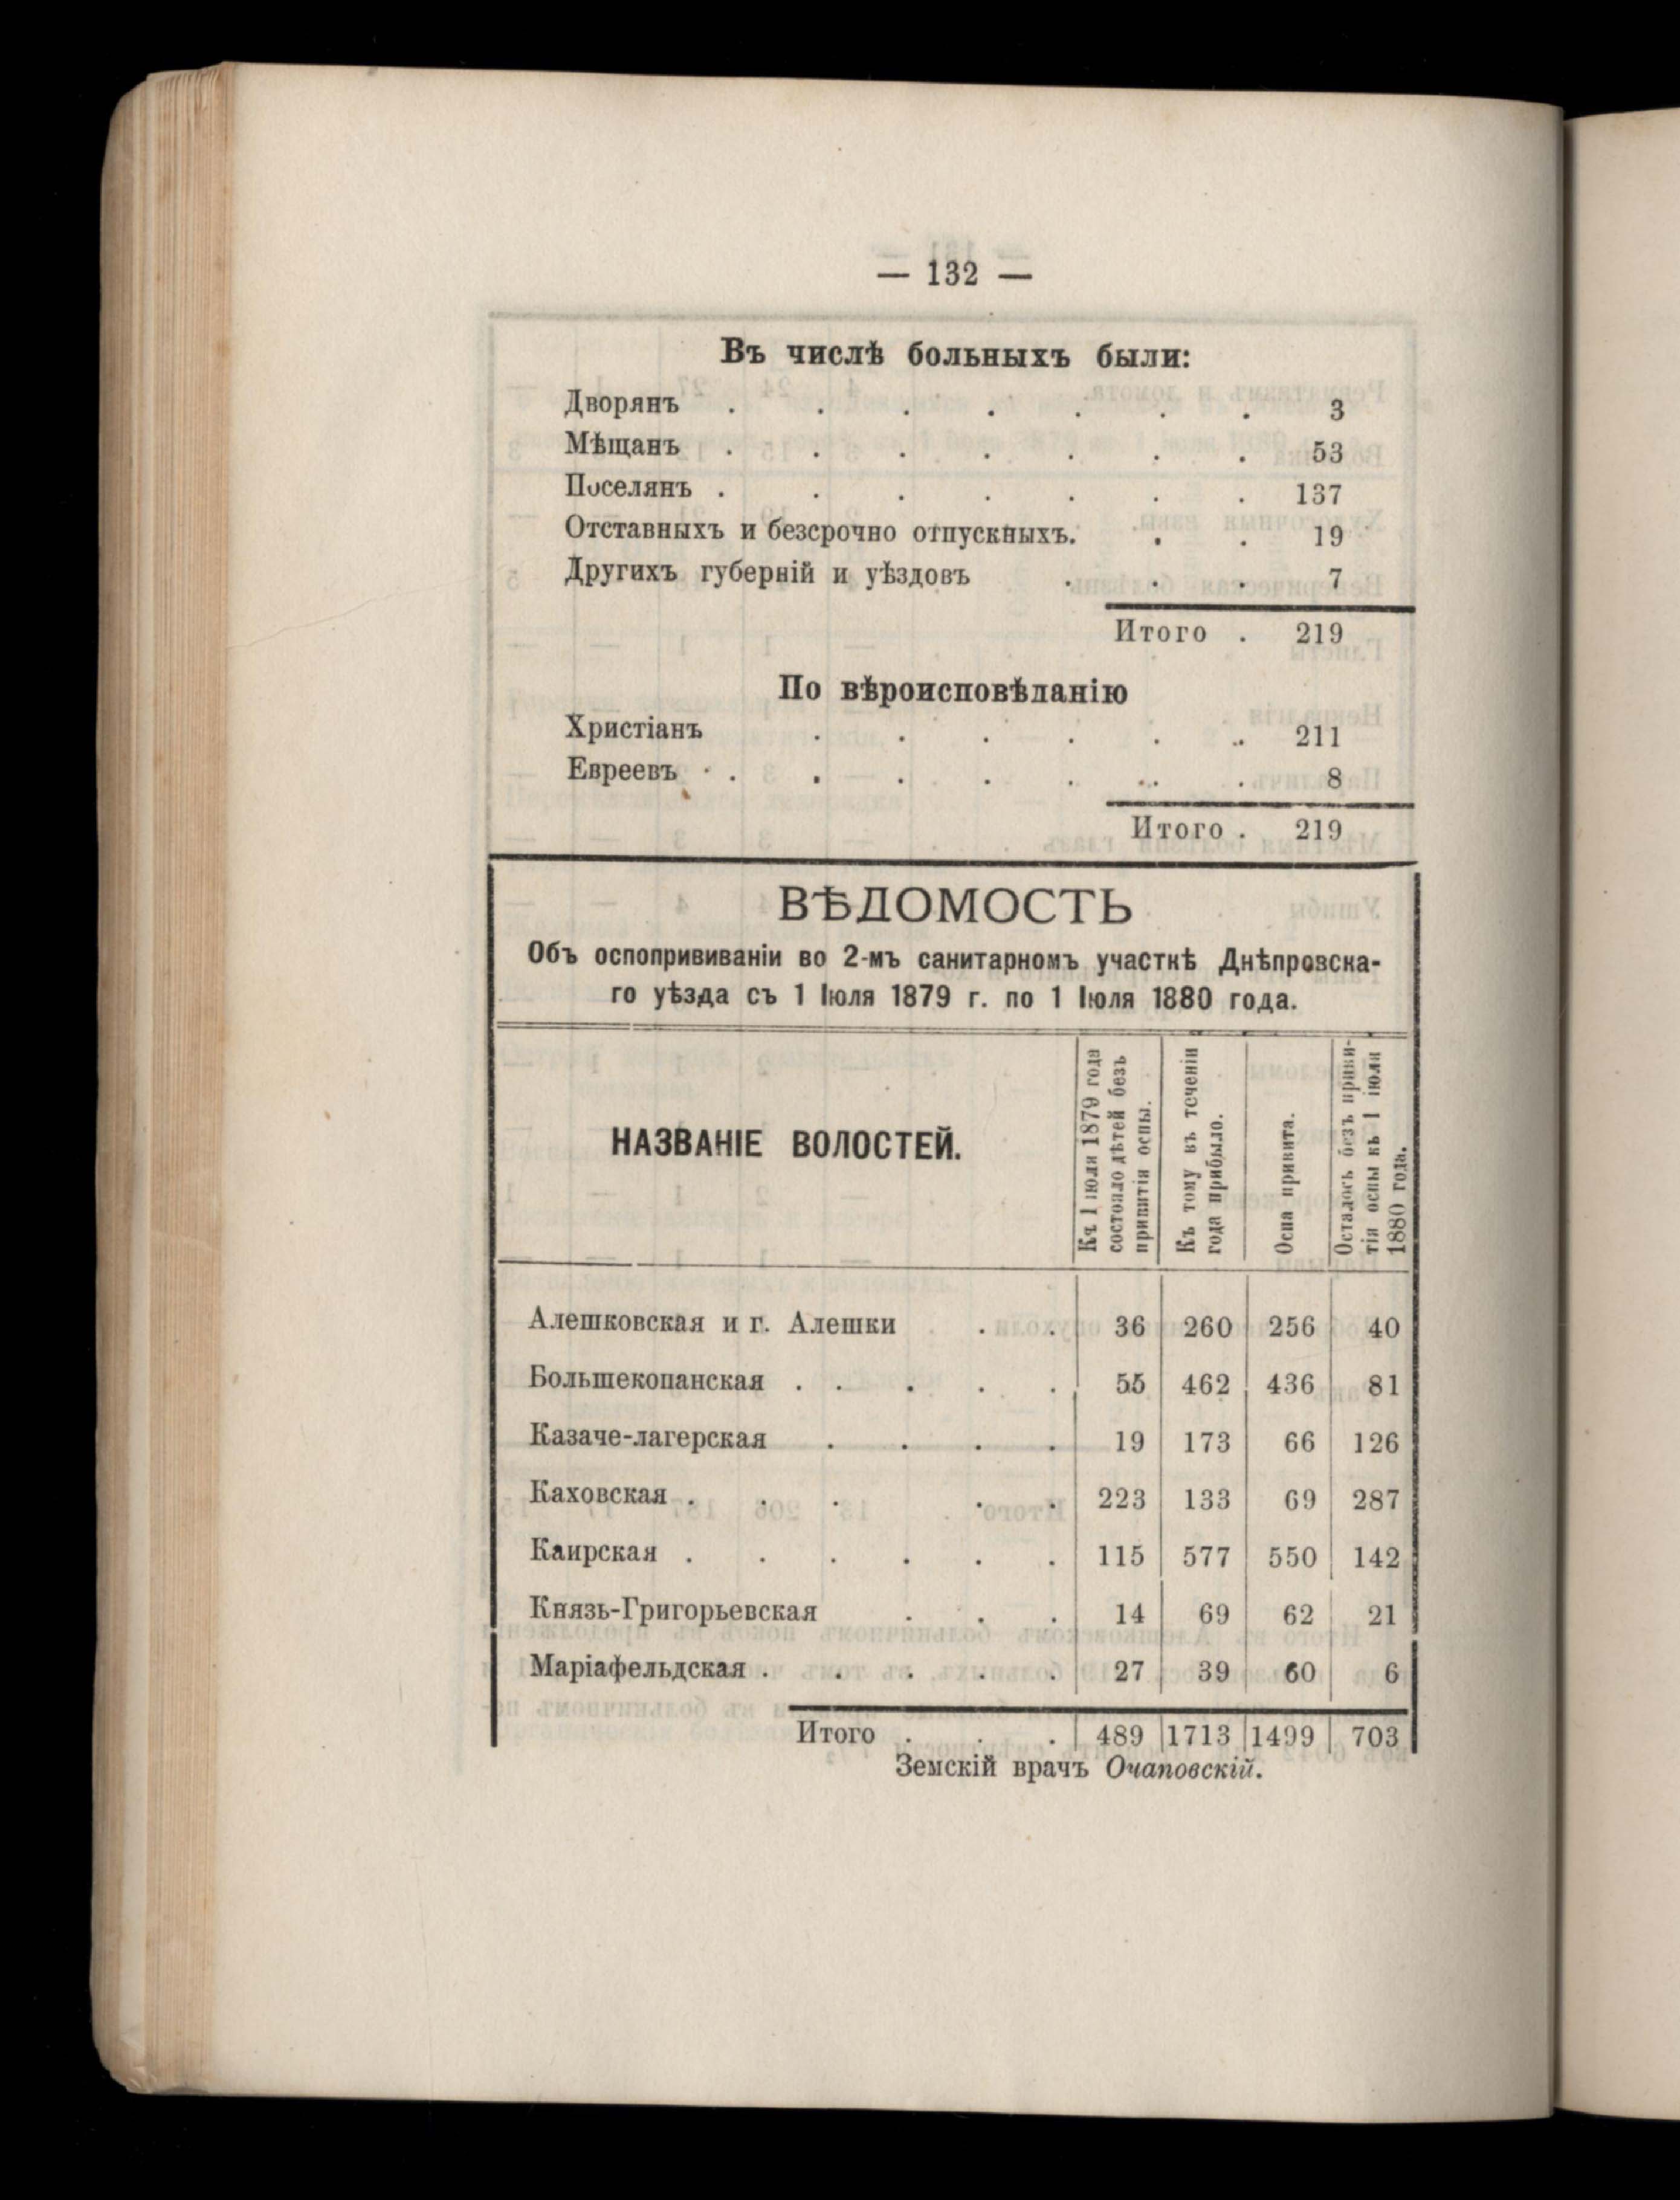 — 132 —
Въ числѣ больныхъ были:
Дворянъ . . . . . . . 3
Мѣщанъ . . . . . . . 53
Поселянъ . . . . . . . 137
Отставныхъ и безсрочно отпускныхъ. . . 19
Другихъ губерній и уѣздовъ . . . 7
Итого . 219
По вѣроисповѣданію
Христіанъ . . . . . . 211
Евреевъ . . . . . . . 8
Итого . 219
ВѢДОМОСТЬ
Объ оспопрививаніи во 2-мъ санитарномъ участкѣ Днѣпровска-
го уѣзда съ 1 Іюля 1879 г. по 1 Іюля 1880 года.
НАЗВАНІЕ ВОЛОСТЕЙ.
Къ 1 іюля 1879 года
состояло дѣтей безъ
привитія оспы.
Къ тому въ теченіи
года прибыло.
Оспа привита.
Осталось безъ приви-
тія оспы къ 1 іюля
1880 года.
Алешковская и г. Алешки . . 36 260 256 40
Большекопанская . . . . . 55 462 436 81
Казаче-лагерская . . . . 19 173 66 126
Каховская . . . . . 223 133 69 287
Каирская . . . . . . 115 577 550 142
Князь-Григорьевская . . . 14 69 62 21
Маріафельдская . . . . . 27 39 60 6
Итого . . . 489 1713 1499 703
Земскій врачъ Очаповскій.